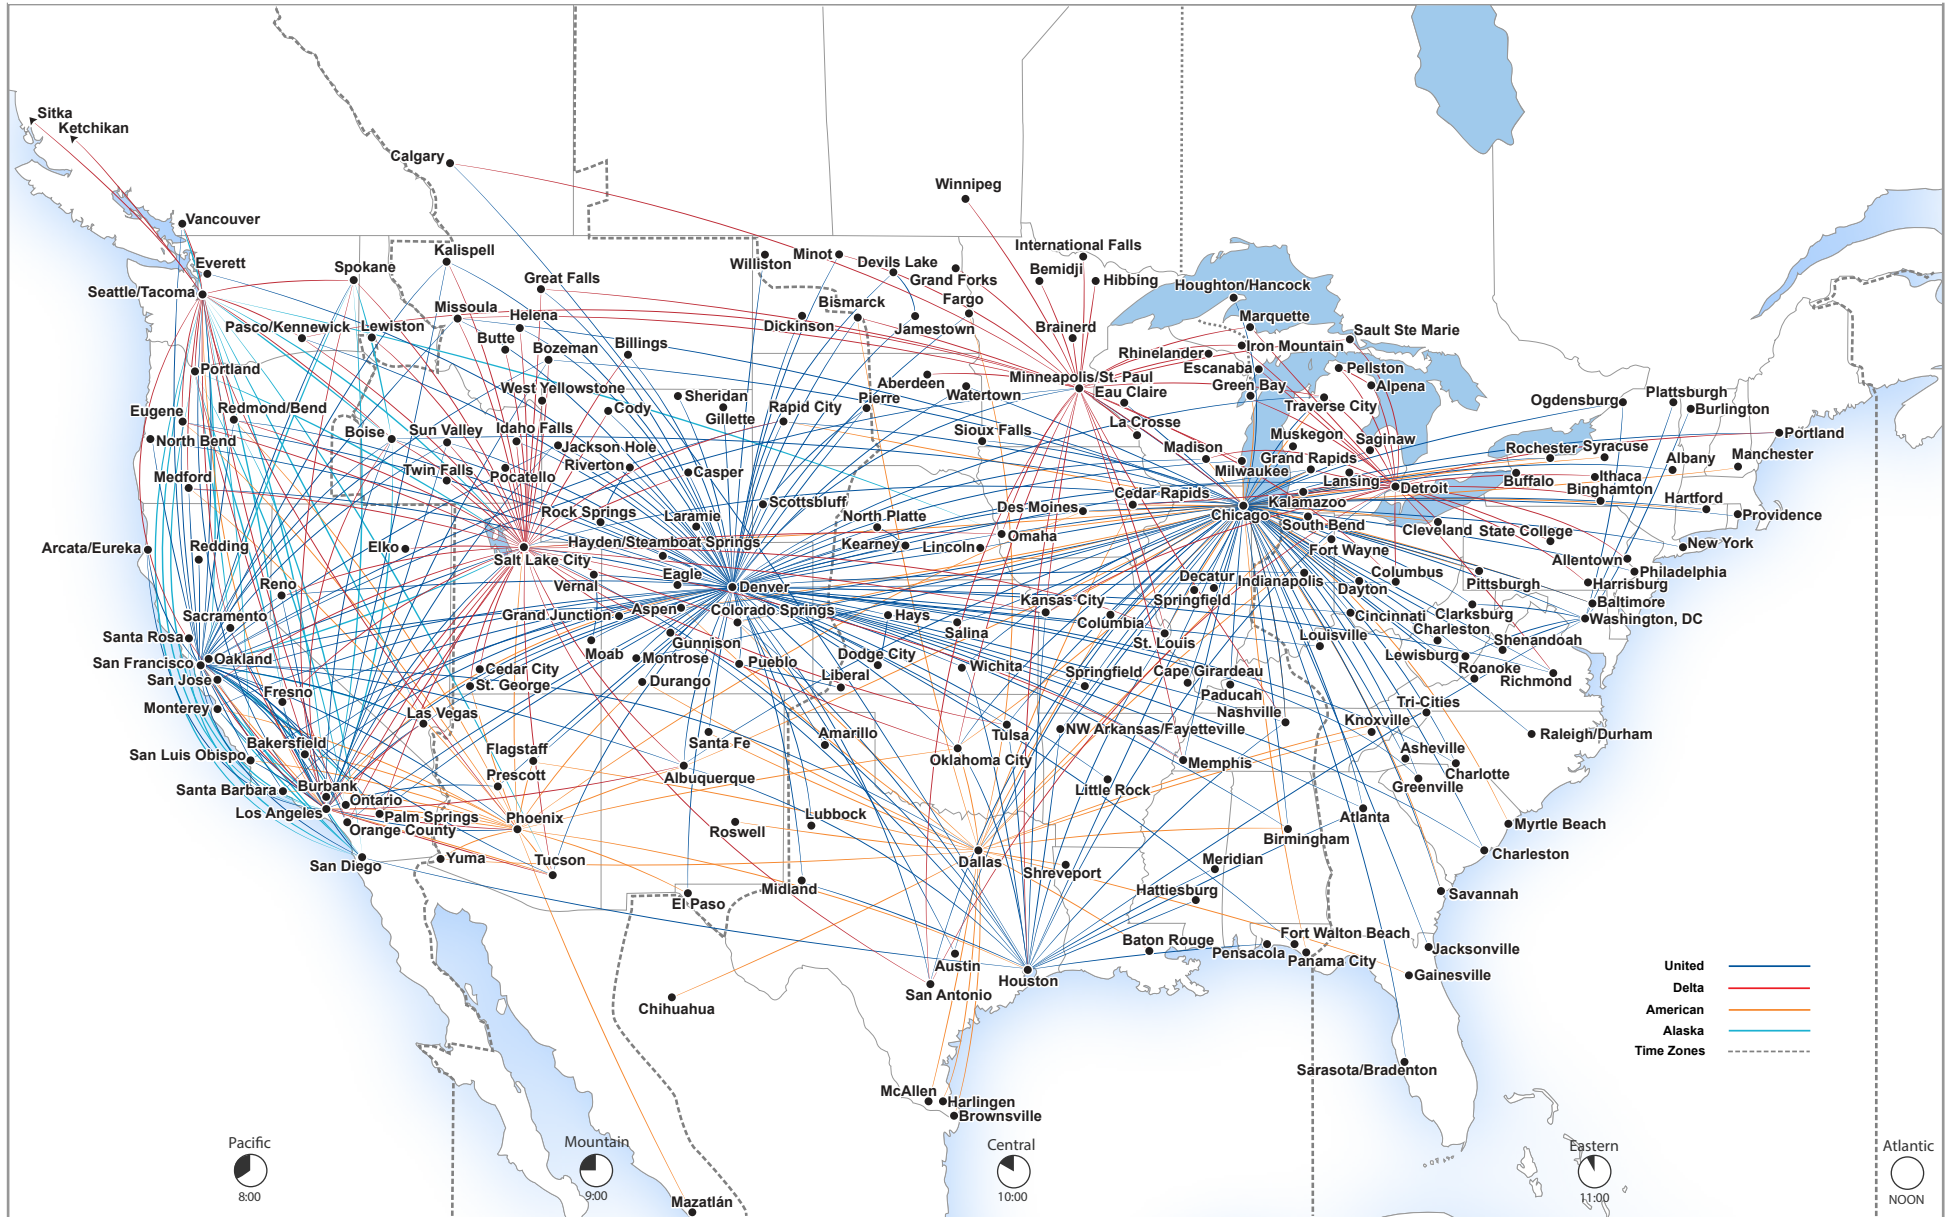 Sitka
Ketchikan
Calgary
Winnipeg
Vancouver
Everett
Seattle/Tacoma
Spokane
Kalispell
Great Falls
Williston
Minot
Devils Lake
Grand Forks
International Falls
Bemidji
Hibbing
Houghton/Hancock
Pasco/Kennewick
Lewiston
Missoula
Helena
Butte
Bozeman
Billings
Dickinson
Bismarck
Jamestown
Fargo
Brainerd
Marquette
Sault Ste Marie
Rhinelander
Iron Mountain
Escanaba
Pellston
Portland
West Yellowstone
Sheridan
Aberdeen
Minneapolis/St. Paul
Green Bay
Alpena
Eugene
Redmond/Bend
Cody
Gillette
Rapid City
Pierre
Watertown
Eau Claire
Traverse City
Ogdensburg
Plattsburgh
Burlington
North Bend
Boise
Sun Valley
Idaho Falls
Jackson Hole
Sioux Falls
La Crosse
Muskegon
Saginaw
Portland
Medford
Twin Falls
Pocatello
Riverton
Casper
Madison
Milwaukee
Grand Rapids
Lansing
Detroit
Rochester
Syracuse
Albany
Manchester
Buffalo
Ithaca
Binghamton
Hartford
Providence
Rock Springs
Laramie
Scottsbluff
North Platte
Des Moines
Cedar Rapids
Chicago
Kalamazoo
South Bend
Cleveland
State College
New York
Arcata/Eureka
Redding
Elko
Salt Lake City
Hayden/Steamboat Springs
Kearney
Lincoln
Omaha
Fort Wayne
Allentown
Philadelphia
Reno
Vernal
Eagle
Denver
Decatur
Springfield
Indianapolis
Dayton
Columbus
Pittsburgh
Harrisburg
Sacramento
Grand Junction
Aspen
Colorado Springs
Hays
Salina
Kansas City
Columbia
St. Louis
Cincinnati
Clarksburg
Baltimore
Washington, DC
Santa Rosa
San Francisco
Oakland
San Jose
Moab
Gunnison
Montrose
Pueblo
Dodge City
Louisville
Charleston
Shenandoah
Lewisburg
Roanoke
Richmond
Fresno
Cedar City
St. George
Durango
Liberal
Wichita
Springfield
Cape Girardeau
Paducah
Monterey
Las Vegas
Nashville
Tri-Cities
Knoxville
San Luis Obispo
Bakersfield
Flagstaff
Santa Fe
Amarillo
Tulsa
NW Arkansas/Fayetteville
Raleigh/Durham
Asheville
Charlotte
Greenville
Santa Barbara
Burbank
Prescott
Albuquerque
Oklahoma City
Memphis
Little Rock
Los Angeles
Ontario
Palm Springs
Orange County
Phoenix
Roswell
Lubbock
Atlanta
Birmingham
Myrtle Beach
Charleston
San Diego
Yuma
Tucson
Midland
Dallas
Shreveport
Meridian
Hattiesburg
Savannah
El Paso
Austin
San Antonio
Houston
Baton Rouge
Pensacola
Fort Walton Beach
Panama City
Jacksonville
Gainesville
Chihuahua
United
Delta
American
Alaska
Time Zones
Sarasota/Bradenton
McAllen
Harlingen
Brownsville
Mazatlán
Pacific
8:00
Mountain
9:00
Central
10:00
Eastern
11:00
Atlantic
NOON